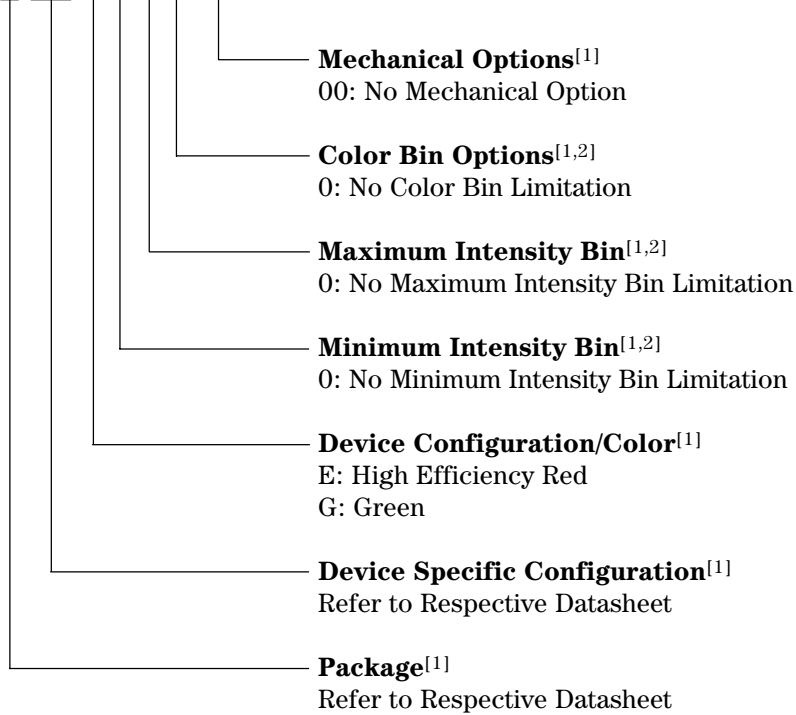 Mechanical Options[1]
00: No Mechanical Option
Color Bin Options[1,2]
0: No Color Bin Limitation
Maximum Intensity Bin[1,2]
0: No Maximum Intensity Bin Limitation
Minimum Intensity Bin[1,2]
0: No Minimum Intensity Bin Limitation
Device Configuration/Color[1]
E: High Efficiency Red
G: Green
Device Specific Configuration[1]
Refer to Respective Datasheet
Package[1]
Refer to Respective Datasheet